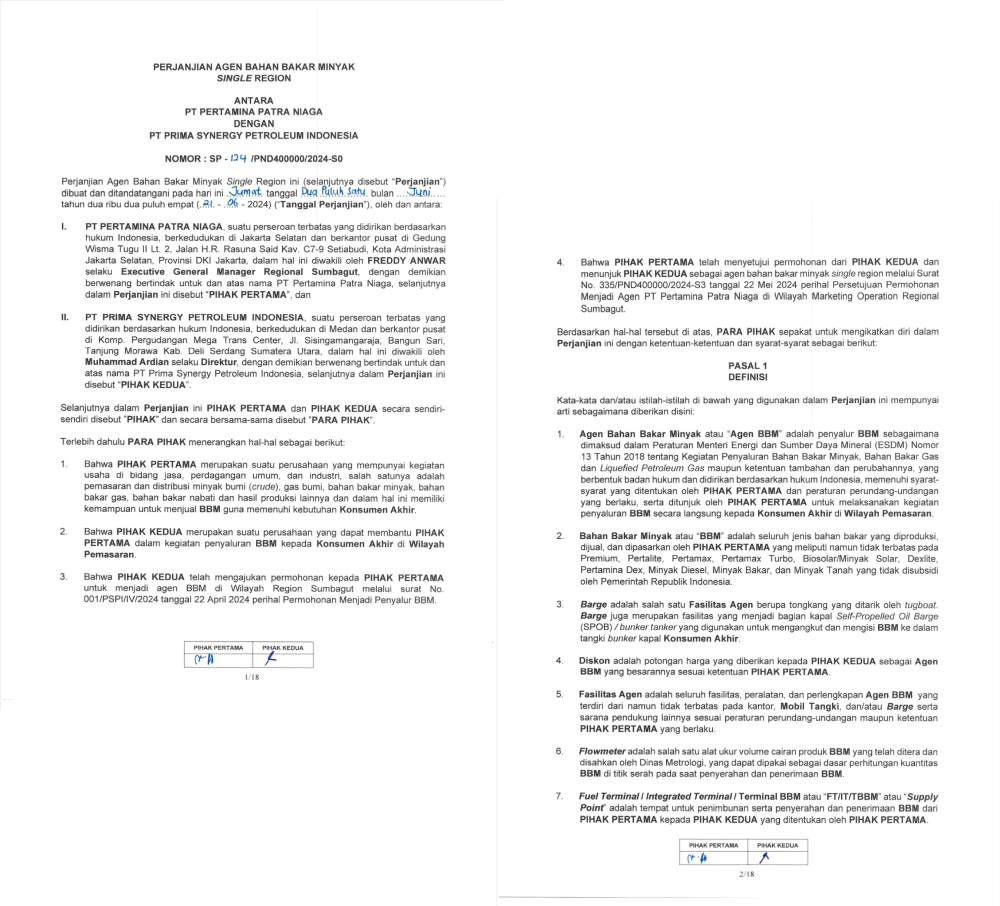 PERJANJIAN AGEN BAHAN BAKAR MINYAK
SINGLE REGION
ANTARA
PT PERTAMINA PATRA NIAGA
DENGAN
PT PRIMA SYNERGY PETROLEUM INDONESIA
NOMOR : SP - 124 /PND400000/2024-S0
Perjanjian Agen Bahan Bakar Minyak Single Region ini (selanjutnya disebut “Perjanjian”)
dibuat dan ditandatangani pada hari ini Jumat tanggal Dua Puluh Satu bulan ....Juni.....
tahun dua ribu dua puluh empat (.21. - .06 - 2024) (“Tanggal Perjanjian”), oleh dan antara:
I. PT PERTAMINA PATRA NIAGA, suatu perseroan terbatas yang didirikan berdasarkan
hukum Indonesia, berkedudukan di Jakarta Selatan dan berkantor pusat di Gedung
Wisma Tugu II Lt. 2, Jalan H.R. Rasuna Said Kav. C7-9 Setiabudi, Kota Administrasi
Jakarta Selatan, Provinsi DKI Jakarta, dalam hal ini diwakili oleh FREDDY ANWAR
selaku Executive General Manager Regional Sumbagut, dengan demikian
berwenang bertindak untuk dan atas nama PT Pertamina Patra Niaga, selanjutnya
dalam Perjanjian ini disebut “PIHAK PERTAMA”, dan
II. PT PRIMA SYNERGY PETROLEUM INDONESIA, suatu perseroan terbatas yang
didirikan berdasarkan hukum Indonesia, berkedudukan di Medan dan berkantor pusat
di Komp. Pergudangan Mega Trans Center, Jl. Sisingamangaraja, Bangun Sari,
Tanjung Morawa Kab. Deli Serdang Sumatera Utara, dalam hal ini diwakili oleh
Muhammad Ardian selaku Direktur, dengan demikian berwenang bertindak untuk dan
atas nama PT Prima Synergy Petroleum Indonesia, selanjutnya dalam Perjanjian ini
disebut “PIHAK KEDUA”.
Selanjutnya dalam Perjanjian ini PIHAK PERTAMA dan PIHAK KEDUA secara sendiri-
sendiri disebut ”PIHAK” dan secara bersama-sama disebut ”PARA PIHAK”.
Terlebih dahulu PARA PIHAK menerangkan hal-hal sebagai berikut:
1. Bahwa PIHAK PERTAMA merupakan suatu perusahaan yang mempunyai kegiatan
usaha di bidang jasa, perdagangan umum, dan industri, salah satunya adalah
pemasaran dan distribusi minyak bumi (crude), gas bumi, bahan bakar minyak, bahan
bakar gas, bahan bakar nabati dan hasil produksi lainnya dan dalam hal ini memiliki
kemampuan untuk menjual BBM guna memenuhi kebutuhan Konsumen Akhir.
2. Bahwa PIHAK KEDUA merupakan suatu perusahaan yang dapat membantu PIHAK
PERTAMA dalam kegiatan penyaluran BBM kepada Konsumen Akhir di Wilayah
Pemasaran.
3. Bahwa PIHAK KEDUA telah mengajukan permohonan kepada PIHAK PERTAMA
untuk menjadi agen BBM di Wilayah Region Sumbagut melalui surat No.
001/PSPI/IV/2024 tanggal 22 April 2024 perihal Permohonan Menjadi Penyalur BBM.
PIHAK PERTAMA PIHAK KEDUA
1/18
4. Bahwa PIHAK PERTAMA telah menyetujui permohonan dari PIHAK KEDUA dan
menunjuk PIHAK KEDUA sebagai agen bahan bakar minyak single region melalui Surat
No. 335/PND400000/2024-S3 tanggal 22 Mei 2024 perihal Persetujuan Permohonan
Menjadi Agen PT Pertamina Patra Niaga di Wilayah Marketing Operation Regional
Sumbagut.
Berdasarkan hal-hal tersebut di atas, PARA PIHAK sepakat untuk mengikatkan diri dalam
Perjanjian ini dengan ketentuan-ketentuan dan syarat-syarat sebagai berikut:
PASAL 1
DEFINISI
Kata-kata dan/atau istilah-istilah di bawah yang digunakan dalam Perjanjian ini mempunyai
arti sebagaimana diberikan disini:
1. Agen Bahan Bakar Minyak atau “Agen BBM” adalah penyalur BBM sebagaimana
dimaksud dalam Peraturan Menteri Energi dan Sumber Daya Mineral (ESDM) Nomor
13 Tahun 2018 tentang Kegiatan Penyaluran Bahan Bakar Minyak, Bahan Bakar Gas
dan Liquefied Petroleum Gas maupun ketentuan tambahan dan perubahannya, yang
berbentuk badan hukum dan didirikan berdasarkan hukum Indonesia, memenuhi syarat-
syarat yang ditentukan oleh PIHAK PERTAMA dan peraturan perundang-undangan
yang berlaku, serta ditunjuk oleh PIHAK PERTAMA untuk melaksanakan kegiatan
penyaluran BBM secara langsung kepada Konsumen Akhir di Wilayah Pemasaran.
2. Bahan Bakar Minyak atau “BBM” adalah seluruh jenis bahan bakar yang diproduksi,
dijual, dan dipasarkan oleh PIHAK PERTAMA yang meliputi namun tidak terbatas pada
Premium, Pertalite, Pertamax, Pertamax Turbo, Biosolar/Minyak Solar, Dexlite,
Pertamina Dex, Minyak Diesel, Minyak Bakar, dan Minyak Tanah yang tidak disubsidi
oleh Pemerintah Republik Indonesia.
3. Barge adalah salah satu Fasilitas Agen berupa tongkang yang ditarik oleh tugboat.
Barge juga merupakan fasilitas yang menjadi bagian kapal Self-Propelled Oil Barge
(SPOB) / bunker tanker yang digunakan untuk mengangkut dan mengisi BBM ke dalam
tangki bunker kapal Konsumen Akhir.
4. Diskon adalah potongan harga yang diberikan kepada PIHAK KEDUA sebagai Agen
BBM yang besarannya sesuai ketentuan PIHAK PERTAMA.
5. Fasilitas Agen adalah seluruh fasilitas, peralatan, dan perlengkapan Agen BBM yang
terdiri dari namun tidak terbatas pada kantor, Mobil Tangki, dan/atau Barge serta
sarana pendukung lainnya sesuai peraturan perundang-undangan maupun ketentuan
PIHAK PERTAMA yang berlaku.
6. Flowmeter adalah salah satu alat ukur volume cairan produk BBM yang telah ditera dan
disahkan oleh Dinas Metrologi, yang dapat dipakai sebagai dasar perhitungan kuantitas
BBM di titik serah pada saat penyerahan dan penerimaan BBM.
7. Fuel Terminal / Integrated Terminal / Terminal BBM atau “FT/IT/TBBM” atau “Supply
Point” adalah tempat untuk penimbunan serta penyerahan dan penerimaan BBM dari
PIHAK PERTAMA kepada PIHAK KEDUA yang ditentukan oleh PIHAK PERTAMA.
PIHAK PERTAMA PIHAK KEDUA
2/18